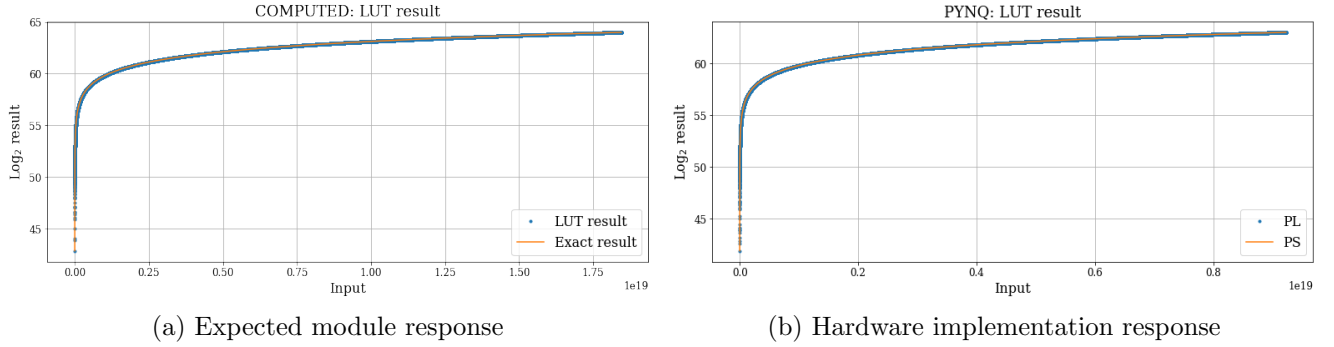 COMPUTED: LUT result
65
60
55
50
45
Log₂ result
0.00
0.25
0.50
0.75
1.00
1.25
1.50
1.75
1e19
Input
LUT result
Exact result
(a) Expected module response
PYNQ: LUT result
60
55
50
45
Log₂ result
0.0
0.2
0.4
0.6
0.8
1e19
Input
PL
PS
(b) Hardware implementation response